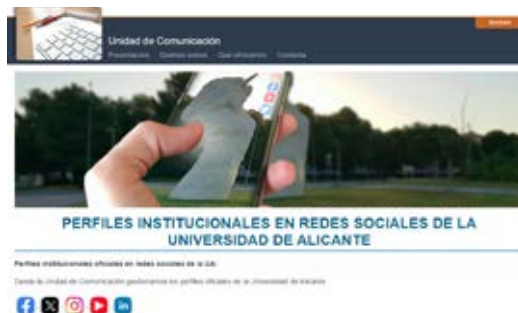 Unidad de Comunicación
Presentación Quiénes somos Qué ofrecemos Contacta
PERFILES INSTITUCIONALES EN REDES SOCIALES DE LA
UNIVERSIDAD DE ALICANTE
Perfiles institucionales oficiales en redes sociales de la UA:
Desde la Unidad de Comunicación gestionamos los perfiles oficiales de la Universidad de Alicante